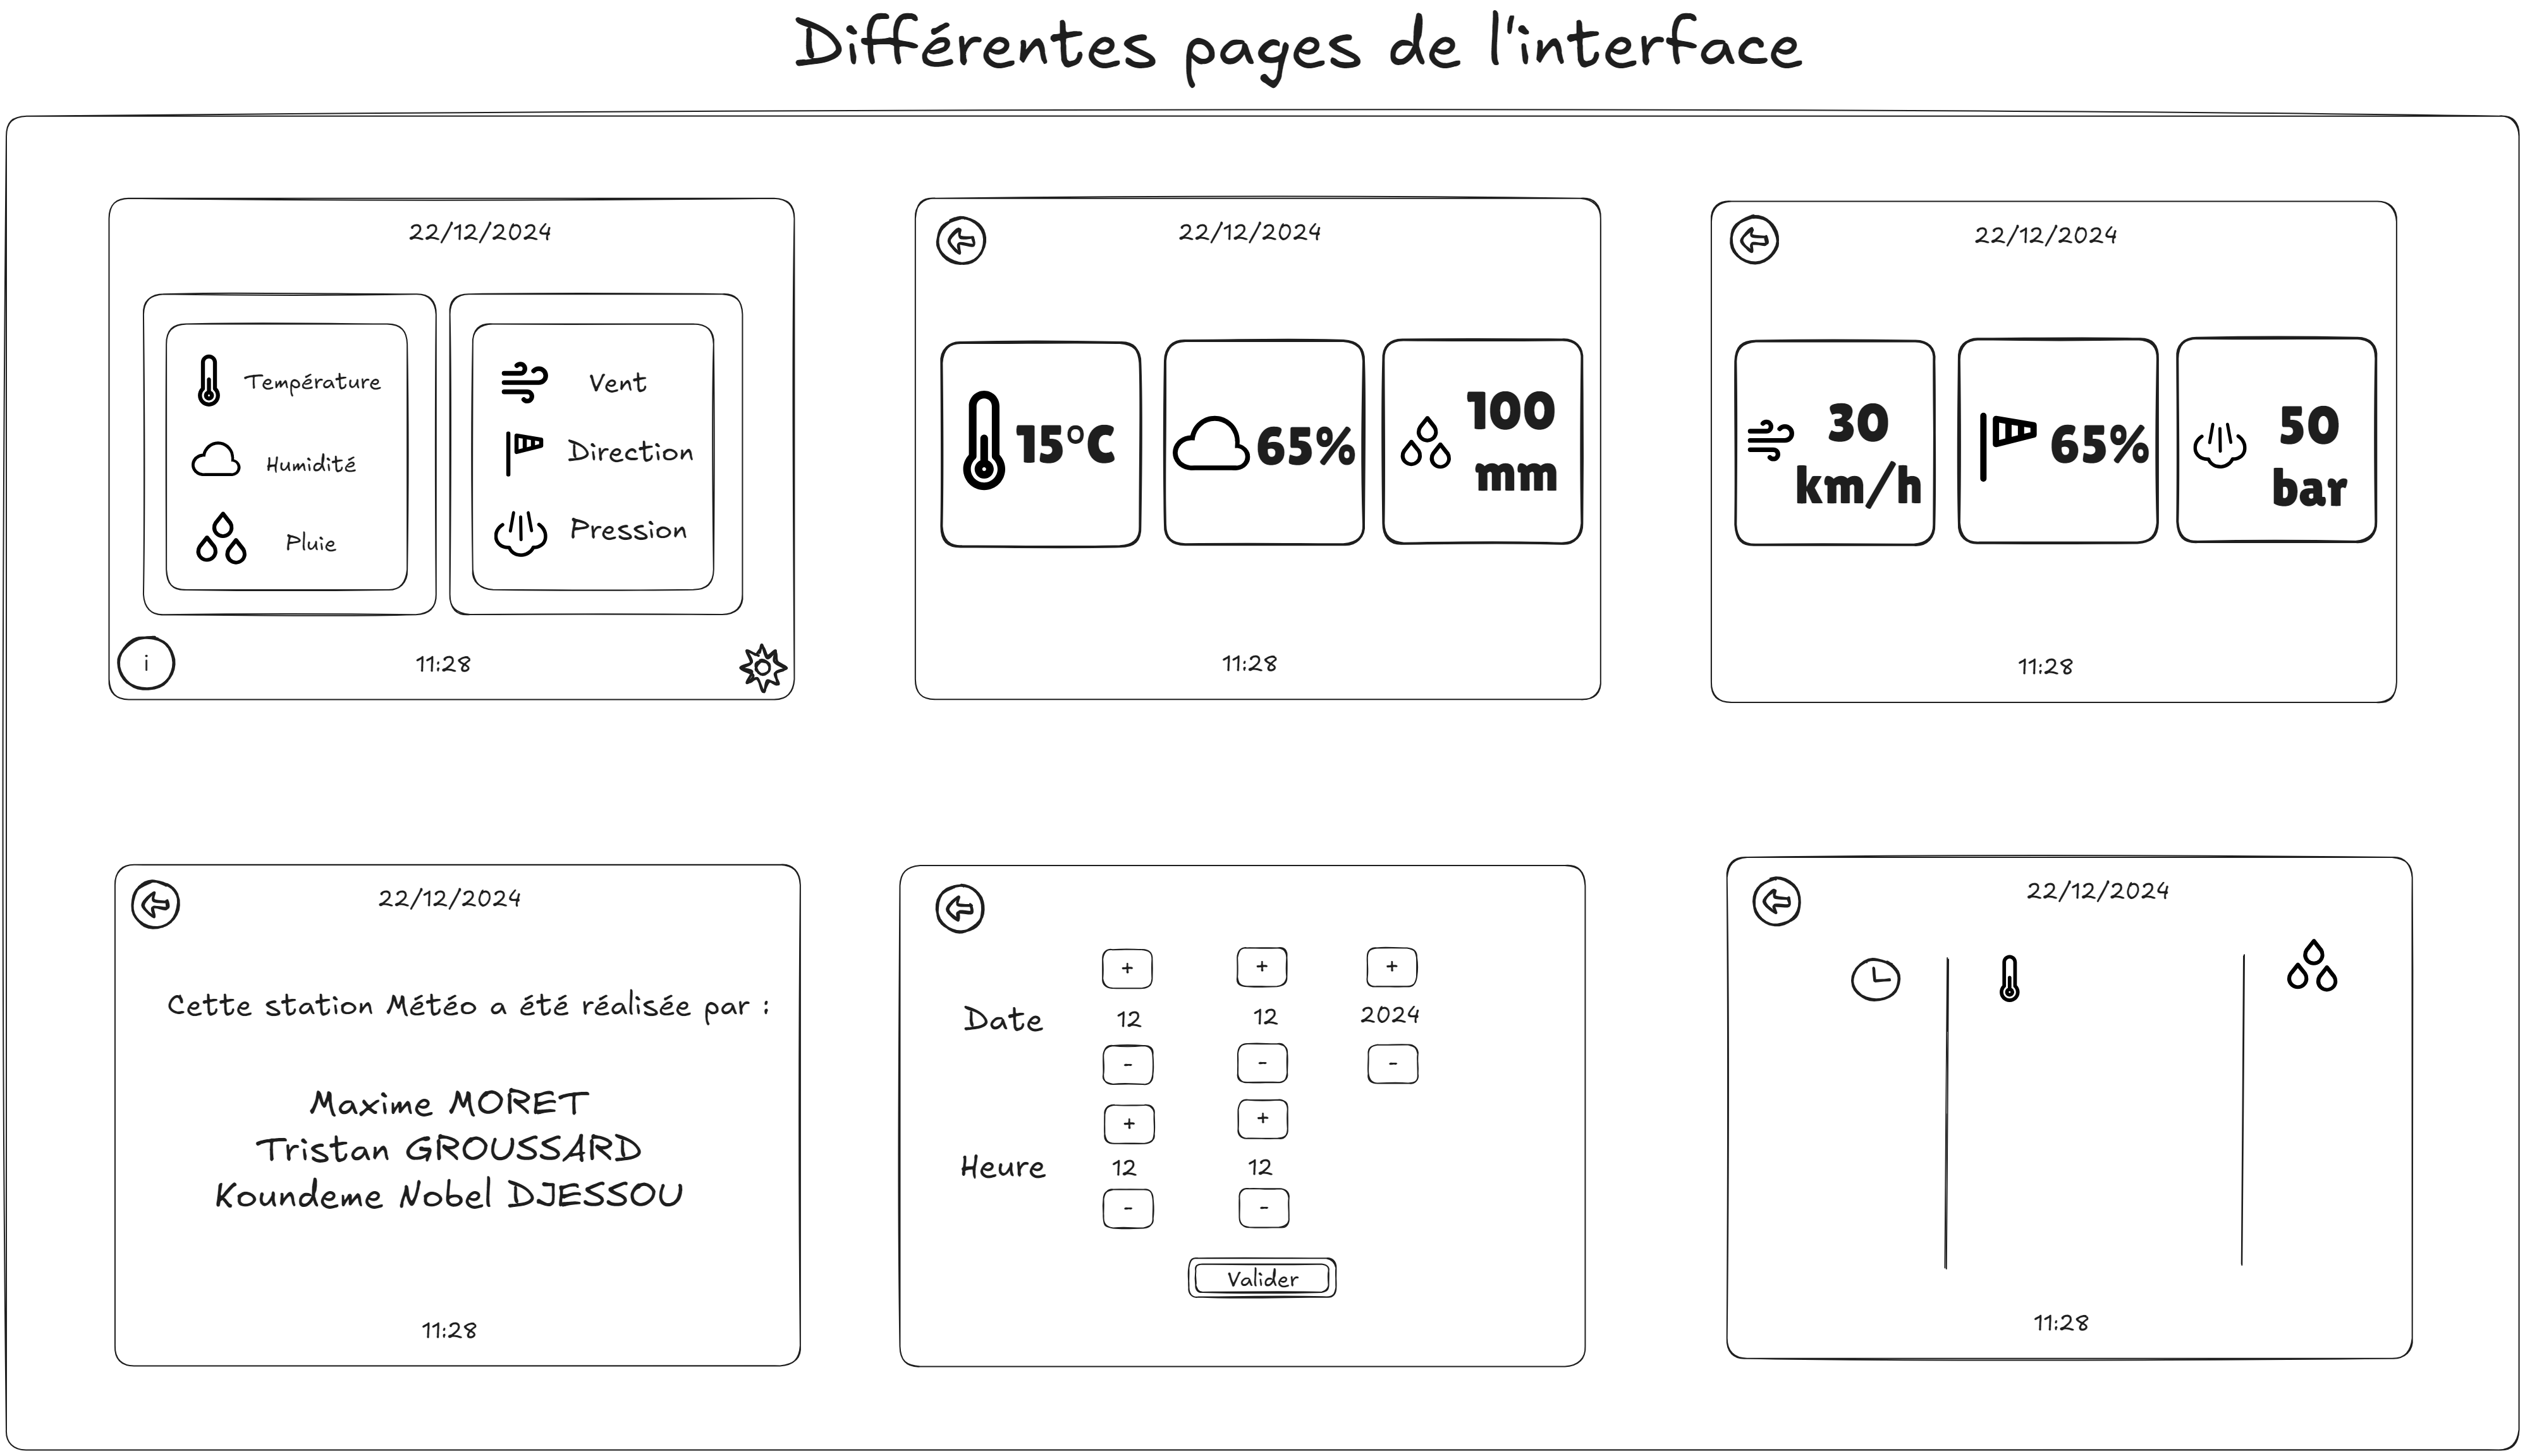 Différentes pages de l'interface
22/12/2024
Température
Humidité
Pluie
Vent
Direction
Pression
i
11:28
22/12/2024
15°C
65%
100
mm
11:28
22/12/2024
30
km/h
65%
50
bar
11:28
22/12/2024
Cette station Météo a été réalisée par :
Maxime MORET
Tristan GROUSSARD
Koundeme Nobel DJESSOU
11:28
+ + +
Date 12 12 2024
- - -
+ +
Heure 12 12
- -
Valider
22/12/2024
11:28